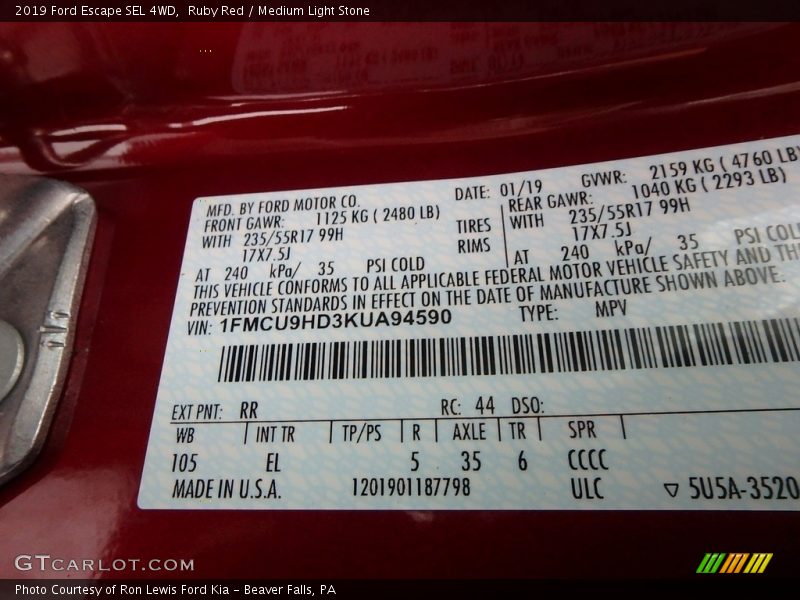 2019 Ford Escape SEL 4WD, Ruby Red / Medium Light Stone
MFD. BY FORD MOTOR CO. DATE: 01/19 GVWR: 2159 KG ( 4760 LB)
FRONT GAWR: 1125 KG ( 2480 LB) REAR GAWR: 1040 KG ( 2293 LB)
WITH 235/55R17 99H TIRES WITH 235/55R17 99H
17X7.5J RIMS 17X7.5J
AT 240 kPa/ 35 PSI COLD AT 240 kPa/ 35 PSI COLD
THIS VEHICLE CONFORMS TO ALL APPLICABLE FEDERAL MOTOR VEHICLE SAFETY AND
PREVENTION STANDARDS IN EFFECT ON THE DATE OF MANUFACTURE SHOWN ABOVE.
VIN: 1FMCU9HD3KUA94590 TYPE: MPV
EXT PNT: RR RC: 44 DSO:
WB INT TR TP/PS R AXLE TR SPR
105 EL 5 35 6 CCCC
MADE IN U.S.A. 1201901187798 ULC ▽ 5U5A-3520
GTCARLOT.COM
Photo Courtesy of Ron Lewis Ford Kia - Beaver Falls, PA